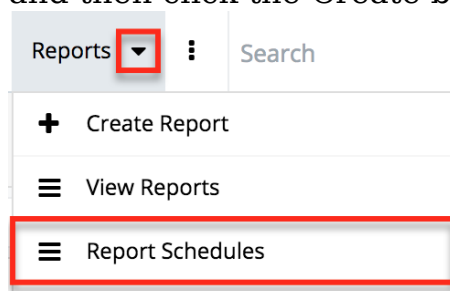 and then click the Create b
Reports Search
Create Report
View Reports
Report Schedules